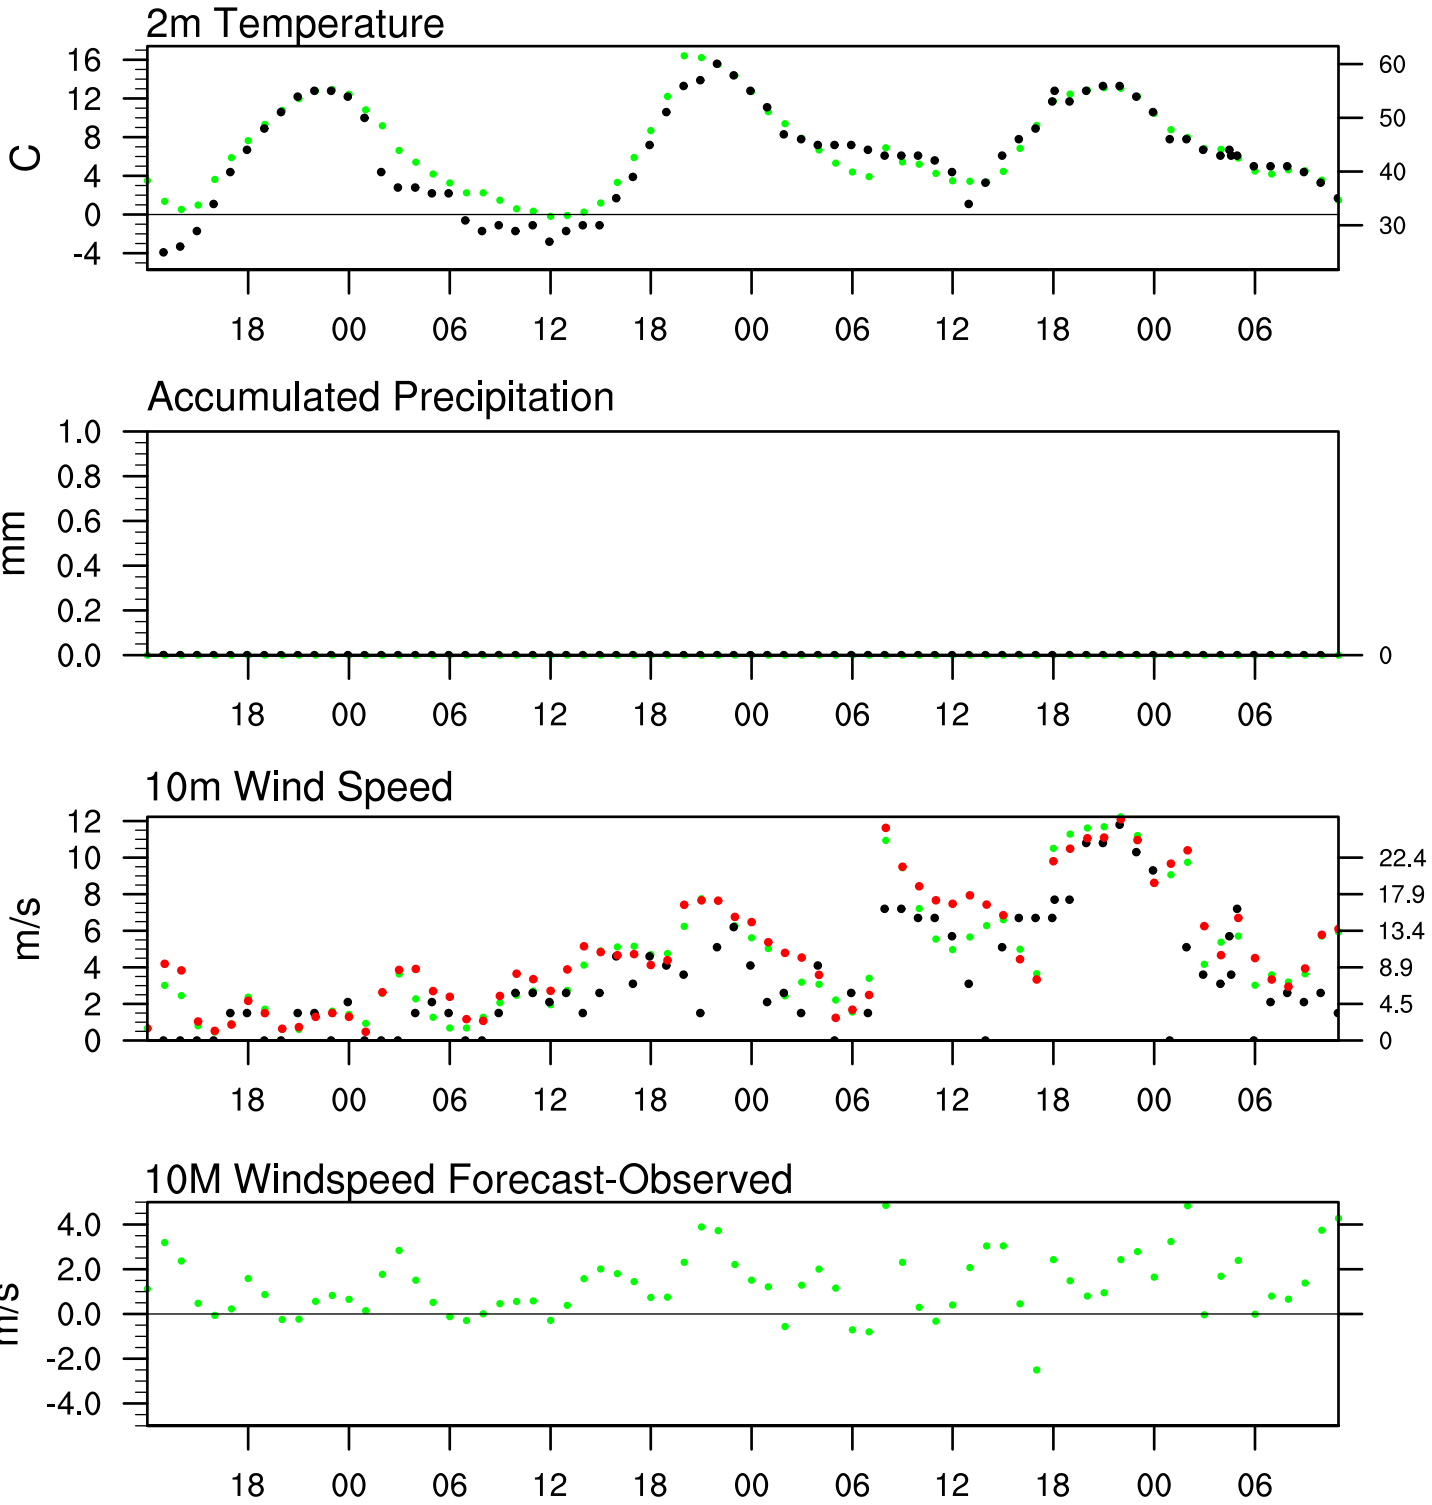 2m Temperature
16
12
8
4
0
-4
C
60
50
40
30
18 00 06 12 18 00 06 12 18 00 06
Accumulated Precipitation
1.0
0.8
0.6
0.4
0.2
0.0
mm
0
18 00 06 12 18 00 06 12 18 00 06
10m Wind Speed
12
10
8
6
4
2
0
m/s
22.4
17.9
13.4
8.9
4.5
0
18 00 06 12 18 00 06 12 18 00 06
10M Windspeed Forecast-Observed
4.0
2.0
0.0
-2.0
-4.0
m/s
18 00 06 12 18 00 06 12 18 00 06